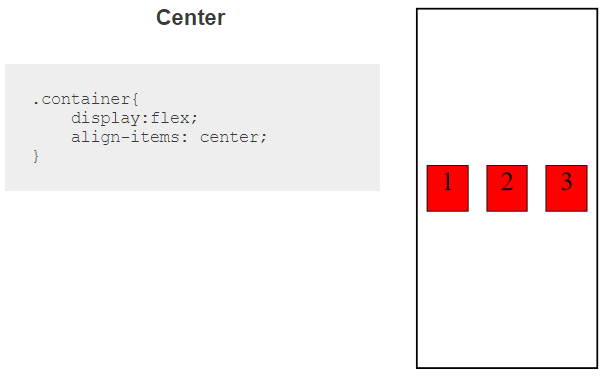 Center
.container{
    display:flex;
    align-items: center;
}
1 2 3